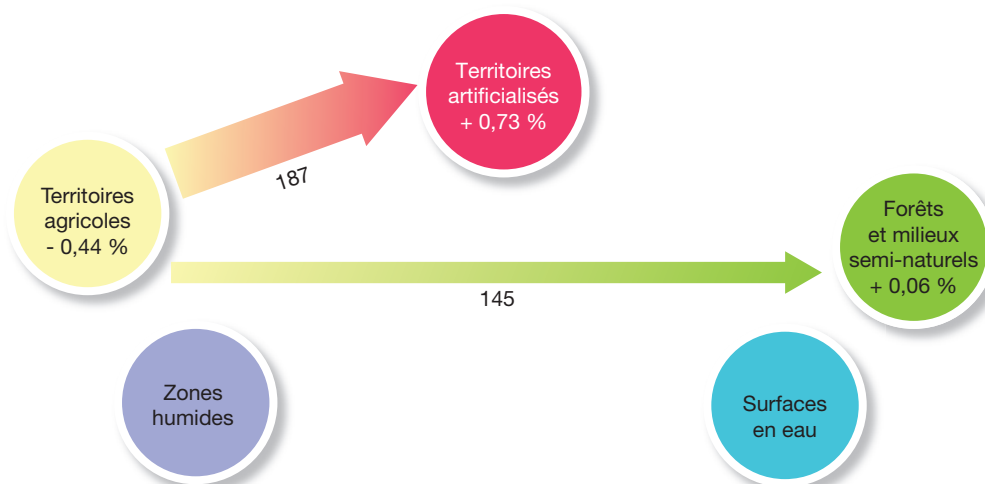 Territoires
artificialisés
+ 0,73 %
187
Territoires
agricoles
- 0,44 %
Forêts
et milieux
semi-naturels
+ 0,06 %
145
Zones
humides
Surfaces
en eau